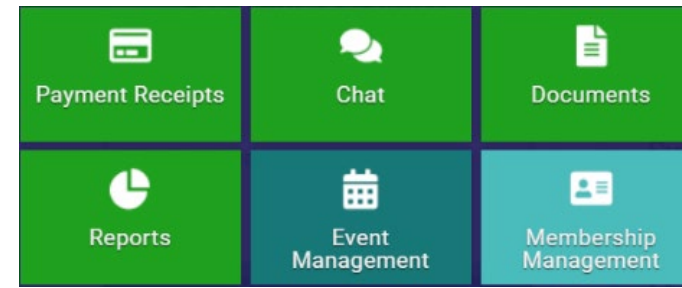 Payment Receipts
Chat
Documents
Reports
Event
Management
Membership
Management